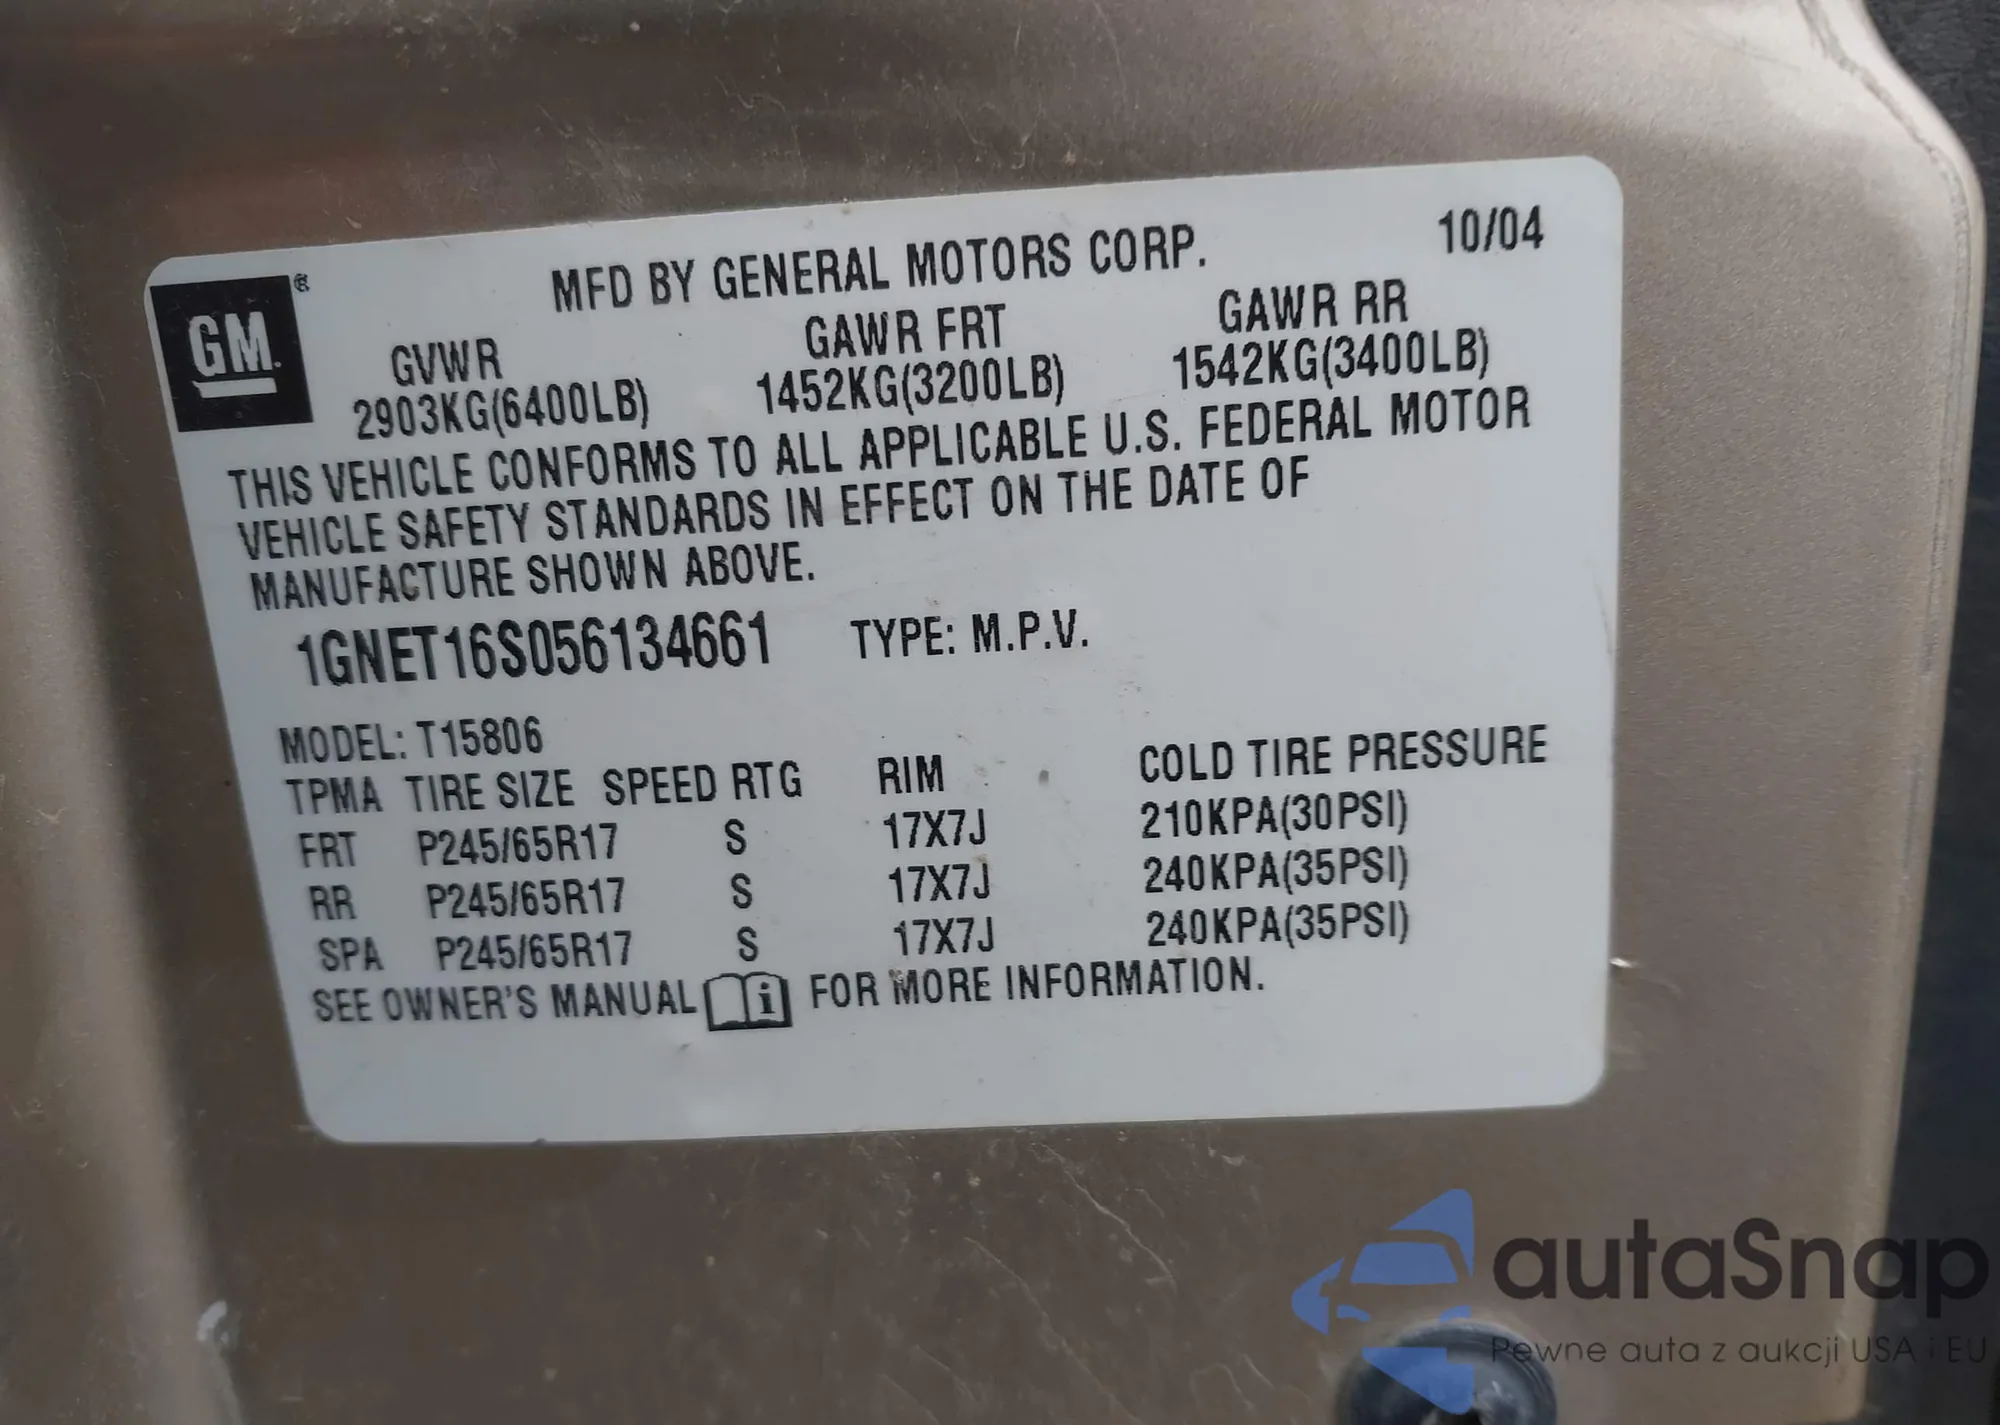 GM ®
MFD BY GENERAL MOTORS CORP. 10/04
GVWR GAWR FRT GAWR RR
2903KG(6400LB) 1452KG(3200LB) 1542KG(3400LB)
THIS VEHICLE CONFORMS TO ALL APPLICABLE U.S. FEDERAL MOTOR
VEHICLE SAFETY STANDARDS IN EFFECT ON THE DATE OF
MANUFACTURE SHOWN ABOVE.
1GNET16S056134661 TYPE: M.P.V.
MODEL: T15806
TPMA TIRE SIZE SPEED RTG RIM COLD TIRE PRESSURE
FRT P245/65R17 S 17X7J 210KPA(30PSI)
RR P245/65R17 S 17X7J 240KPA(35PSI)
SPA P245/65R17 S 17X7J 240KPA(35PSI)
SEE OWNER'S MANUAL i FOR MORE INFORMATION.
autaSnap
Pewne auta z aukcji USA i EU